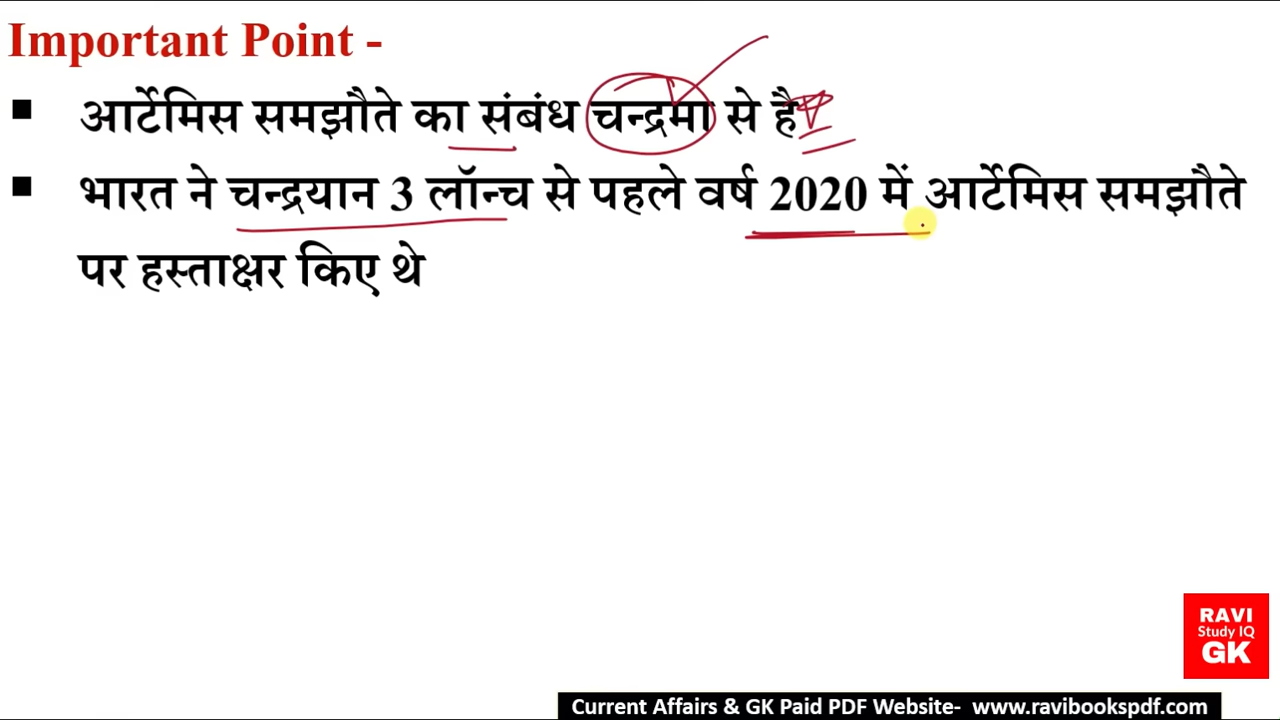 Important Point -
▪ आर्टेमिस समझौते का संबंध चन्द्रमा से है
▪ भारत ने चन्द्रयान 3 लॉन्च से पहले वर्ष 2020 में आर्टेमिस समझौते
पर हस्ताक्षर किए थे
RAVI
Study IQ
GK
Current Affairs & GK Paid PDF Website- www.ravibookspdf.com